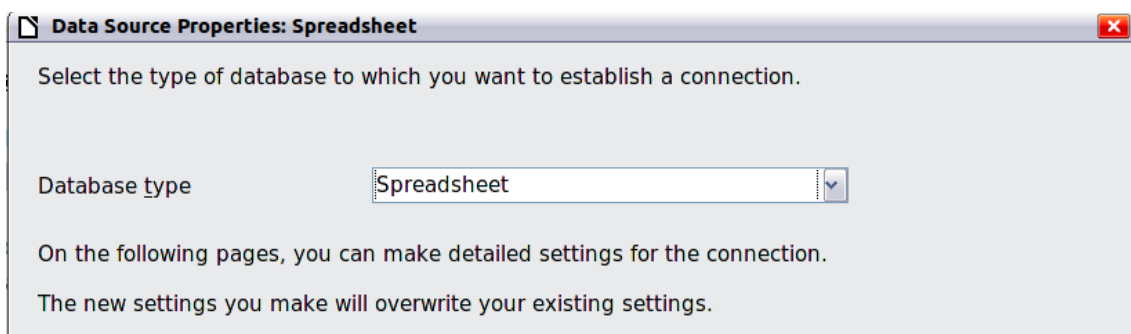 Data Source Properties: Spreadsheet
Select the type of database to which you want to establish a connection.
Database type
Spreadsheet
On the following pages, you can make detailed settings for the connection.
The new settings you make will overwrite your existing settings.